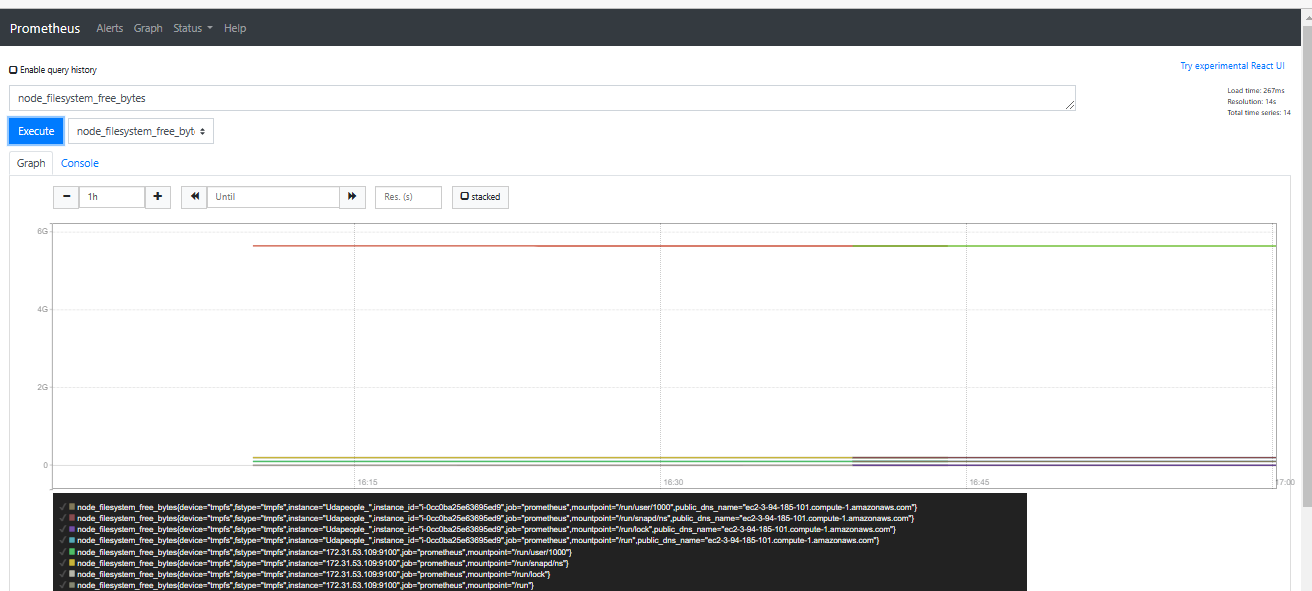 Prometheus Alerts Graph Status Help
Enable query history
Try experimental React UI
node_filesystem_free_bytes
Load time: 267ms
Resolution: 14s
Total time series: 14
Execute node_filesystem_free_byt
Graph Console
− 1h + Until Res. (s) stacked
6G
4G
2G
0
16:15 16:30 16:45 17:00
node_filesystem_free_bytes{device="tmpfs",fstype="tmpfs",instance="Udapeople_",instance_id="i-0cc0ba25e63695ed9",job="prometheus",mountpoint="/run/user/1000",public_dns_name="ec2-3-94-185-101.compute-1.amazonaws.com"}
node_filesystem_free_bytes{device="tmpfs",fstype="tmpfs",instance="Udapeople_",instance_id="i-0cc0ba25e63695ed9",job="prometheus",mountpoint="/run/snapd/ns",public_dns_name="ec2-3-94-185-101.compute-1.amazonaws.com"}
node_filesystem_free_bytes{device="tmpfs",fstype="tmpfs",instance="Udapeople_",instance_id="i-0cc0ba25e63695ed9",job="prometheus",mountpoint="/run/lock",public_dns_name="ec2-3-94-185-101.compute-1.amazonaws.com"}
node_filesystem_free_bytes{device="tmpfs",fstype="tmpfs",instance="Udapeople_",instance_id="i-0cc0ba25e63695ed9",job="prometheus",mountpoint="/run",public_dns_name="ec2-3-94-185-101.compute-1.amazonaws.com"}
node_filesystem_free_bytes{device="tmpfs",fstype="tmpfs",instance="172.31.53.109:9100",job="prometheus",mountpoint="/run/user/1000"}
node_filesystem_free_bytes{device="tmpfs",fstype="tmpfs",instance="172.31.53.109:9100",job="prometheus",mountpoint="/run/snapd/ns"}
node_filesystem_free_bytes{device="tmpfs",fstype="tmpfs",instance="172.31.53.109:9100",job="prometheus",mountpoint="/run/lock"}
node_filesystem_free_bytes{device="tmpfs",fstype="tmpfs",instance="172.31.53.109:9100",job="prometheus",mountpoint="/run"}